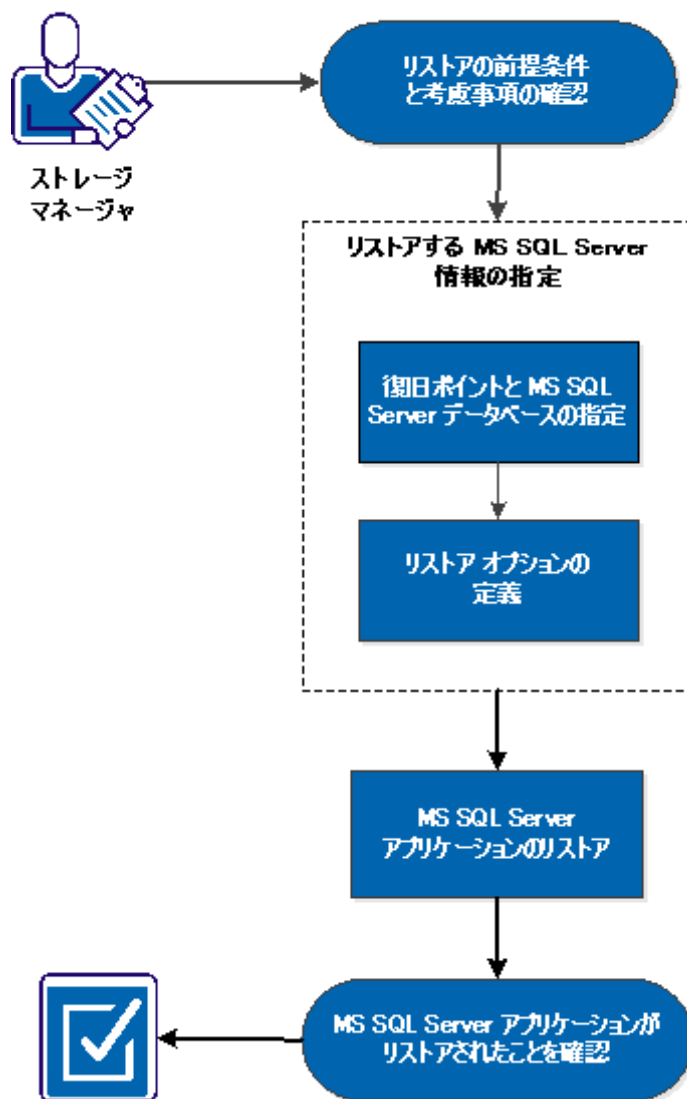 リストアの前提条件
と考慮事項の確認
ストレージ
マネージャ
リストアする MS SQL Server
情報の指定
復旧ポイントと MS SQL
Server データベースの指定
リストア オプションの
定義
MS SQL Server
アプリケーションのリストア
MS SQL Server アプリケーションが
リストアされたことを確認